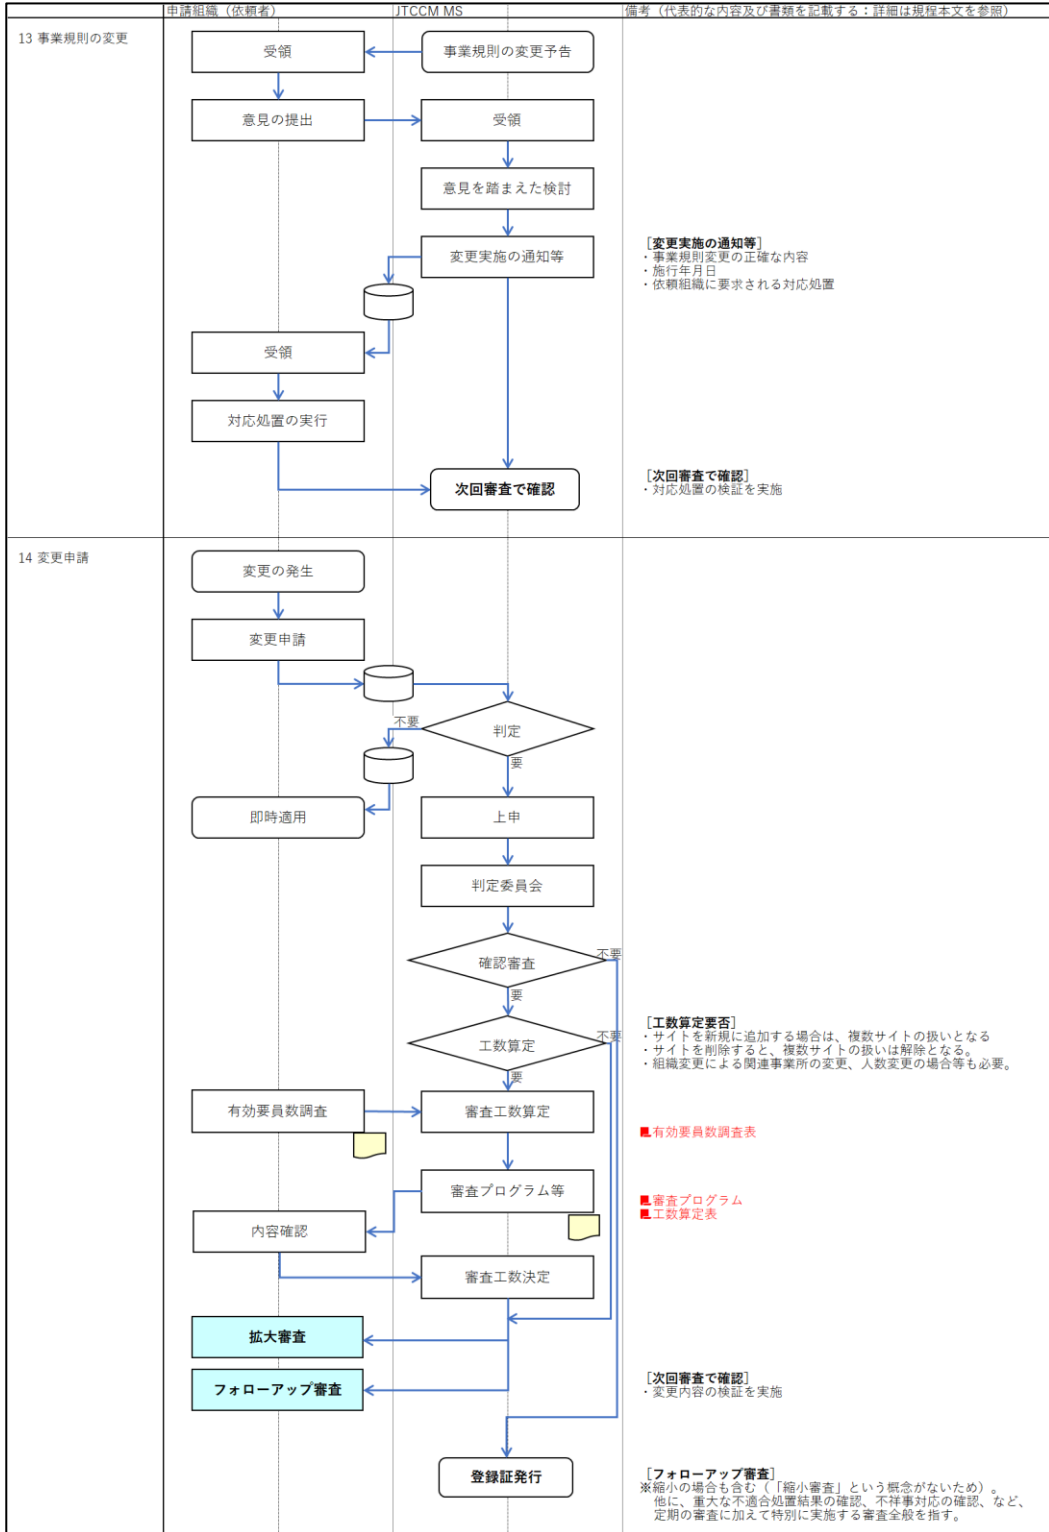 申請組織（依頼者）
JTCCM MS
備考（代表的な内容及び書類を記載する：詳細は規程本文を参照）
13 事業規則の変更
受領
事業規則の変更予告
意見の提出
受領
意見を踏まえた検討
変更実施の通知等
［変更実施の通知等］
・事業規則変更の正確な内容
・施行年月日
・依頼組織に要求される対応処置
受領
対応処置の実行
次回審査で確認
［次回審査で確認］
・対応処置の検証を実施
14 変更申請
変更の発生
変更申請
不要
判定
要
即時適用
上申
判定委員会
不要
確認審査
要
不要
工数算定
要
［工数算定要否］
・サイトを新規に追加する場合は、複数サイトの扱いとなる
・サイトを削除すると、複数サイトの扱いは解除となる。
・組織変更による関連事業所の変更、人数変更の場合等も必要。
有効要員数調査
審査工数算定
■有効要員数調査表
審査プログラム等
■審査プログラム
■工数算定表
内容確認
審査工数決定
拡大審査
フォローアップ審査
［次回審査で確認］
・変更内容の検証を実施
登録証発行
［フォローアップ審査］
※縮小の場合も含む（「縮小審査」という概念がないため）。
他に、重大な不適合処置結果の確認、不祥事対応の確認、など、
定期の審査に加えて特別に実施する審査全般を指す。